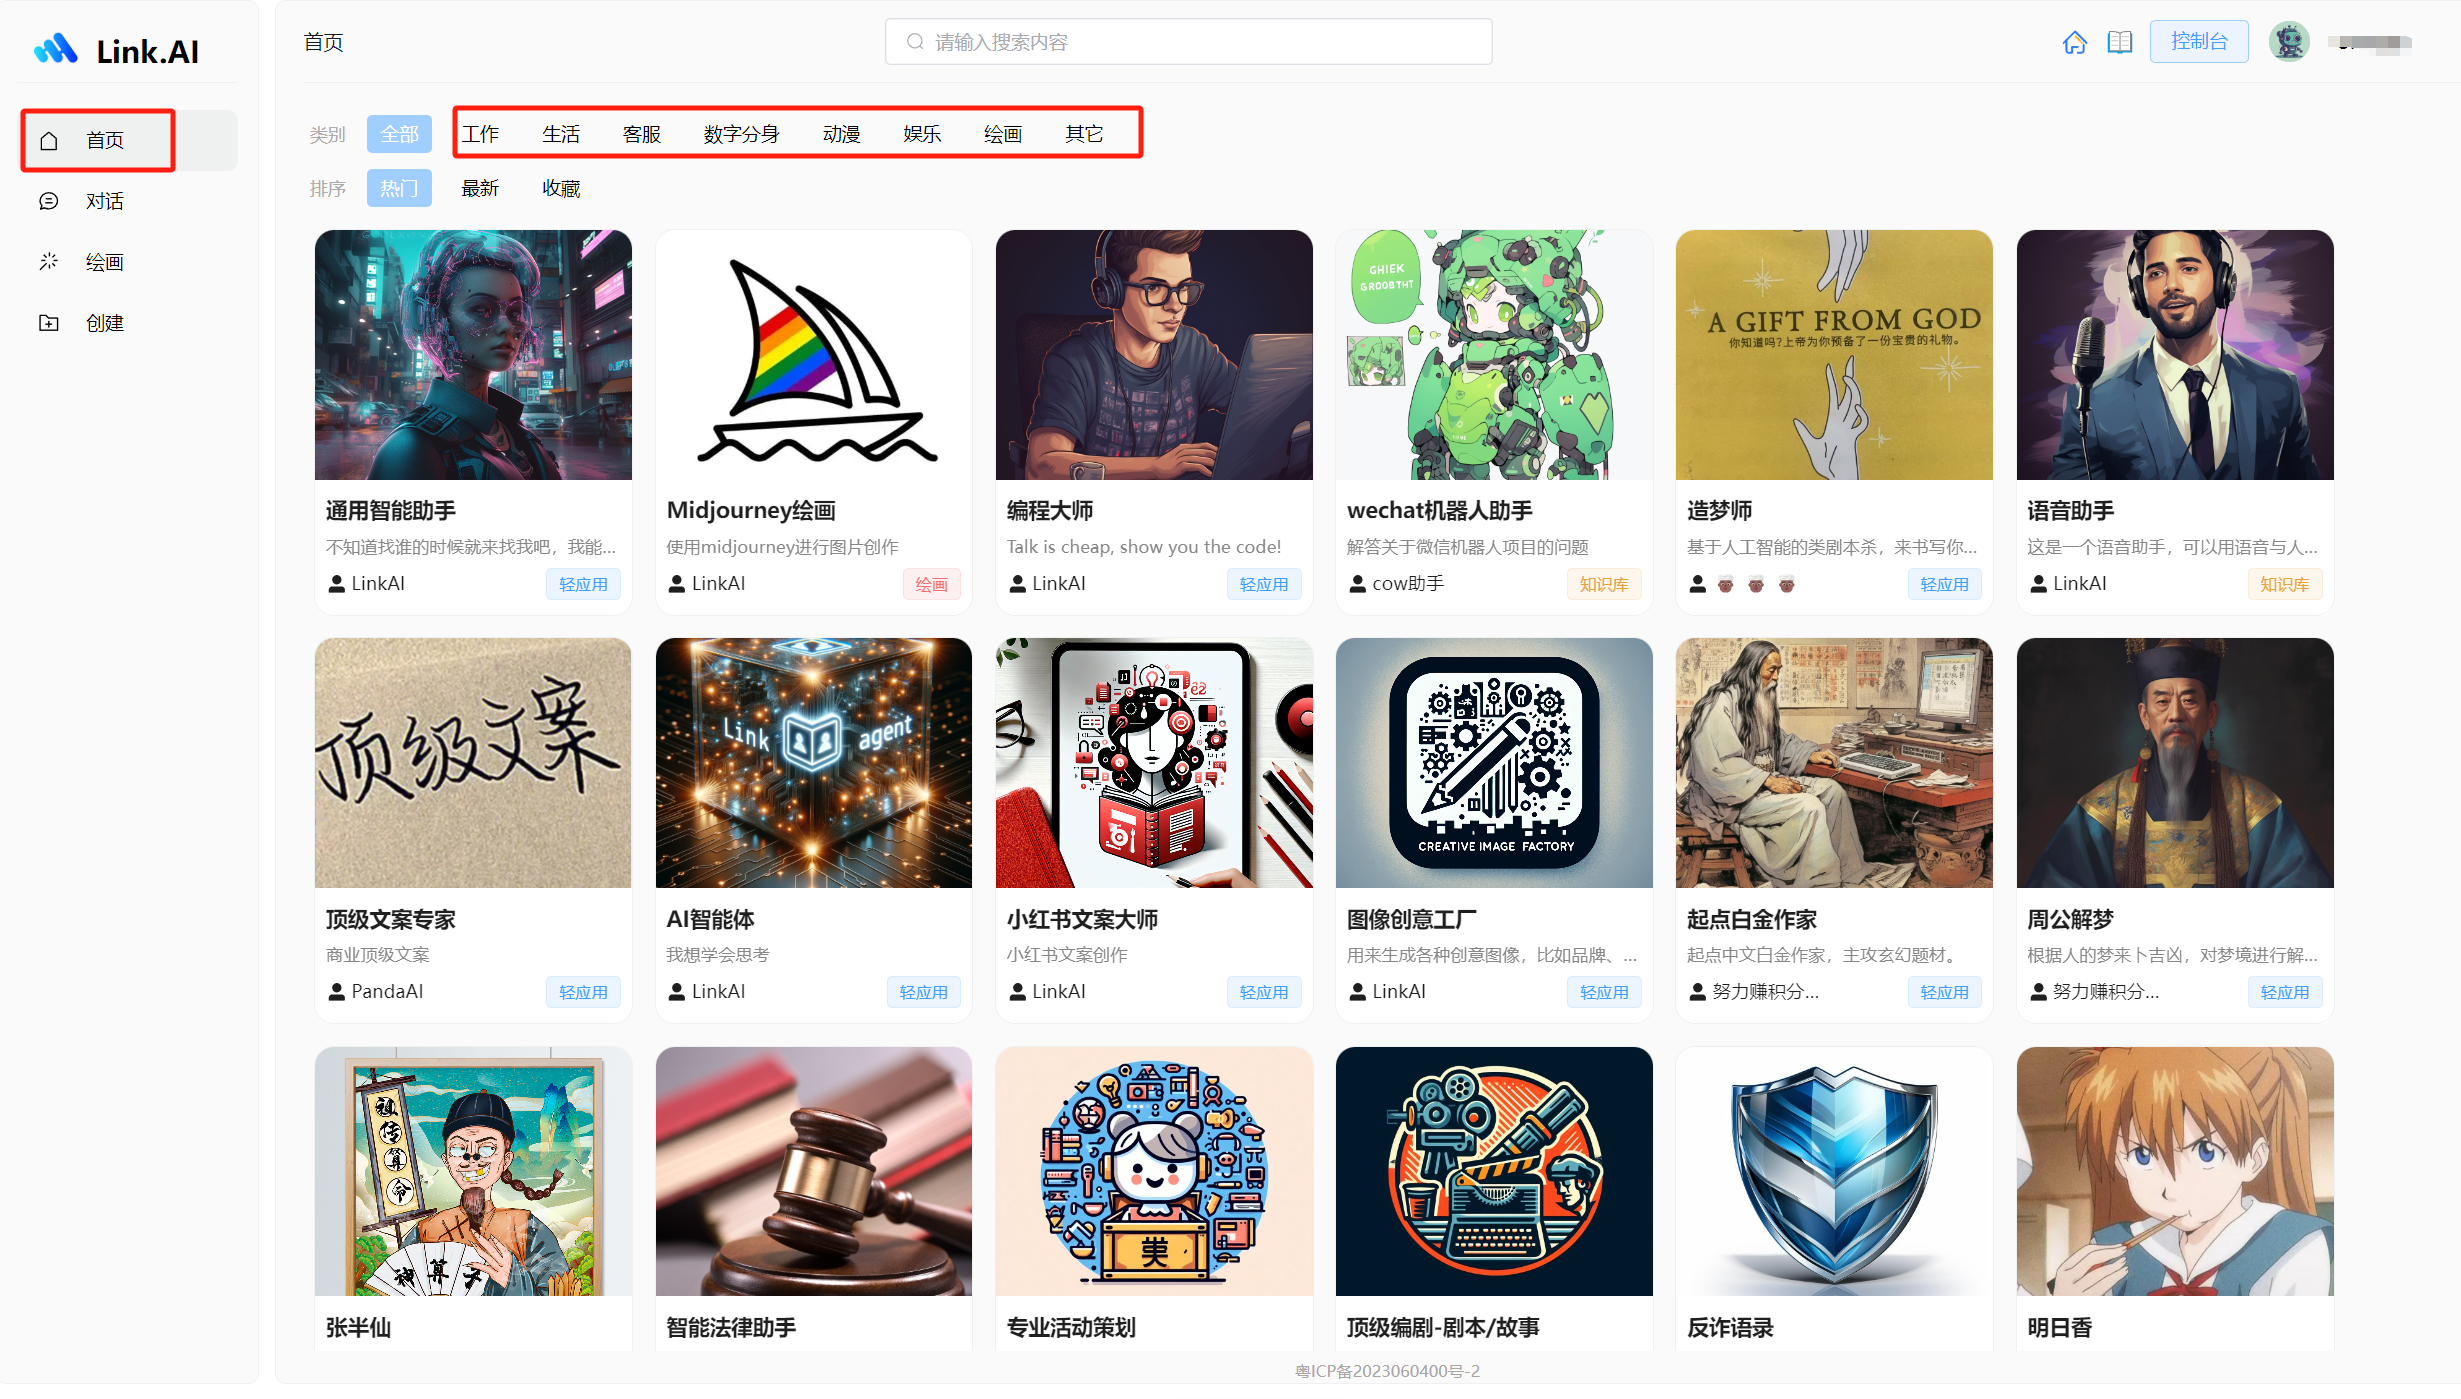 Link.AI
首页
对话
绘画
创建
首页
请输入搜索内容
控制台
类别 全部 工作 生活 客服 数字分身 动漫 娱乐 绘画 其它
排序 热门 最新 收藏
GHIEK
GROOBTHT
A GIFT FROM GOD
你知道吗?上帝为你预备了一份宝贵的礼物。
通用智能助手
不知道找谁的时候就来找我吧，我能...
LinkAI 轻应用
Midjourney绘画
使用midjourney进行图片创作
LinkAI 绘画
编程大师
Talk is cheap, show you the code!
LinkAI 轻应用
wechat机器人助手
解答关于微信机器人项目的问题
cow助手 知识库
造梦师
基于人工智能的类剧本杀，来书写你...
轻应用
语音助手
这是一个语音助手，可以用语音与人...
LinkAI 知识库
顶级文案
Link agent
CREATIVE IMAGE FACTORY
顶级文案专家
商业顶级文案
PandaAI 轻应用
AI智能体
我想学会思考
LinkAI 轻应用
小红书文案大师
小红书文案创作
LinkAI 轻应用
图像创意工厂
用来生成各种创意图像，比如品牌、...
LinkAI 轻应用
起点白金作家
起点中文白金作家，主攻玄幻题材。
努力赚积分... 轻应用
周公解梦
根据人的梦来卜吉凶，对梦境进行解...
努力赚积分... 轻应用
祖传算命
神算子
张半仙
智能法律助手
专业活动策划
顶级编剧-剧本/故事
反诈语录
明日香
粤ICP备2023060400号-2